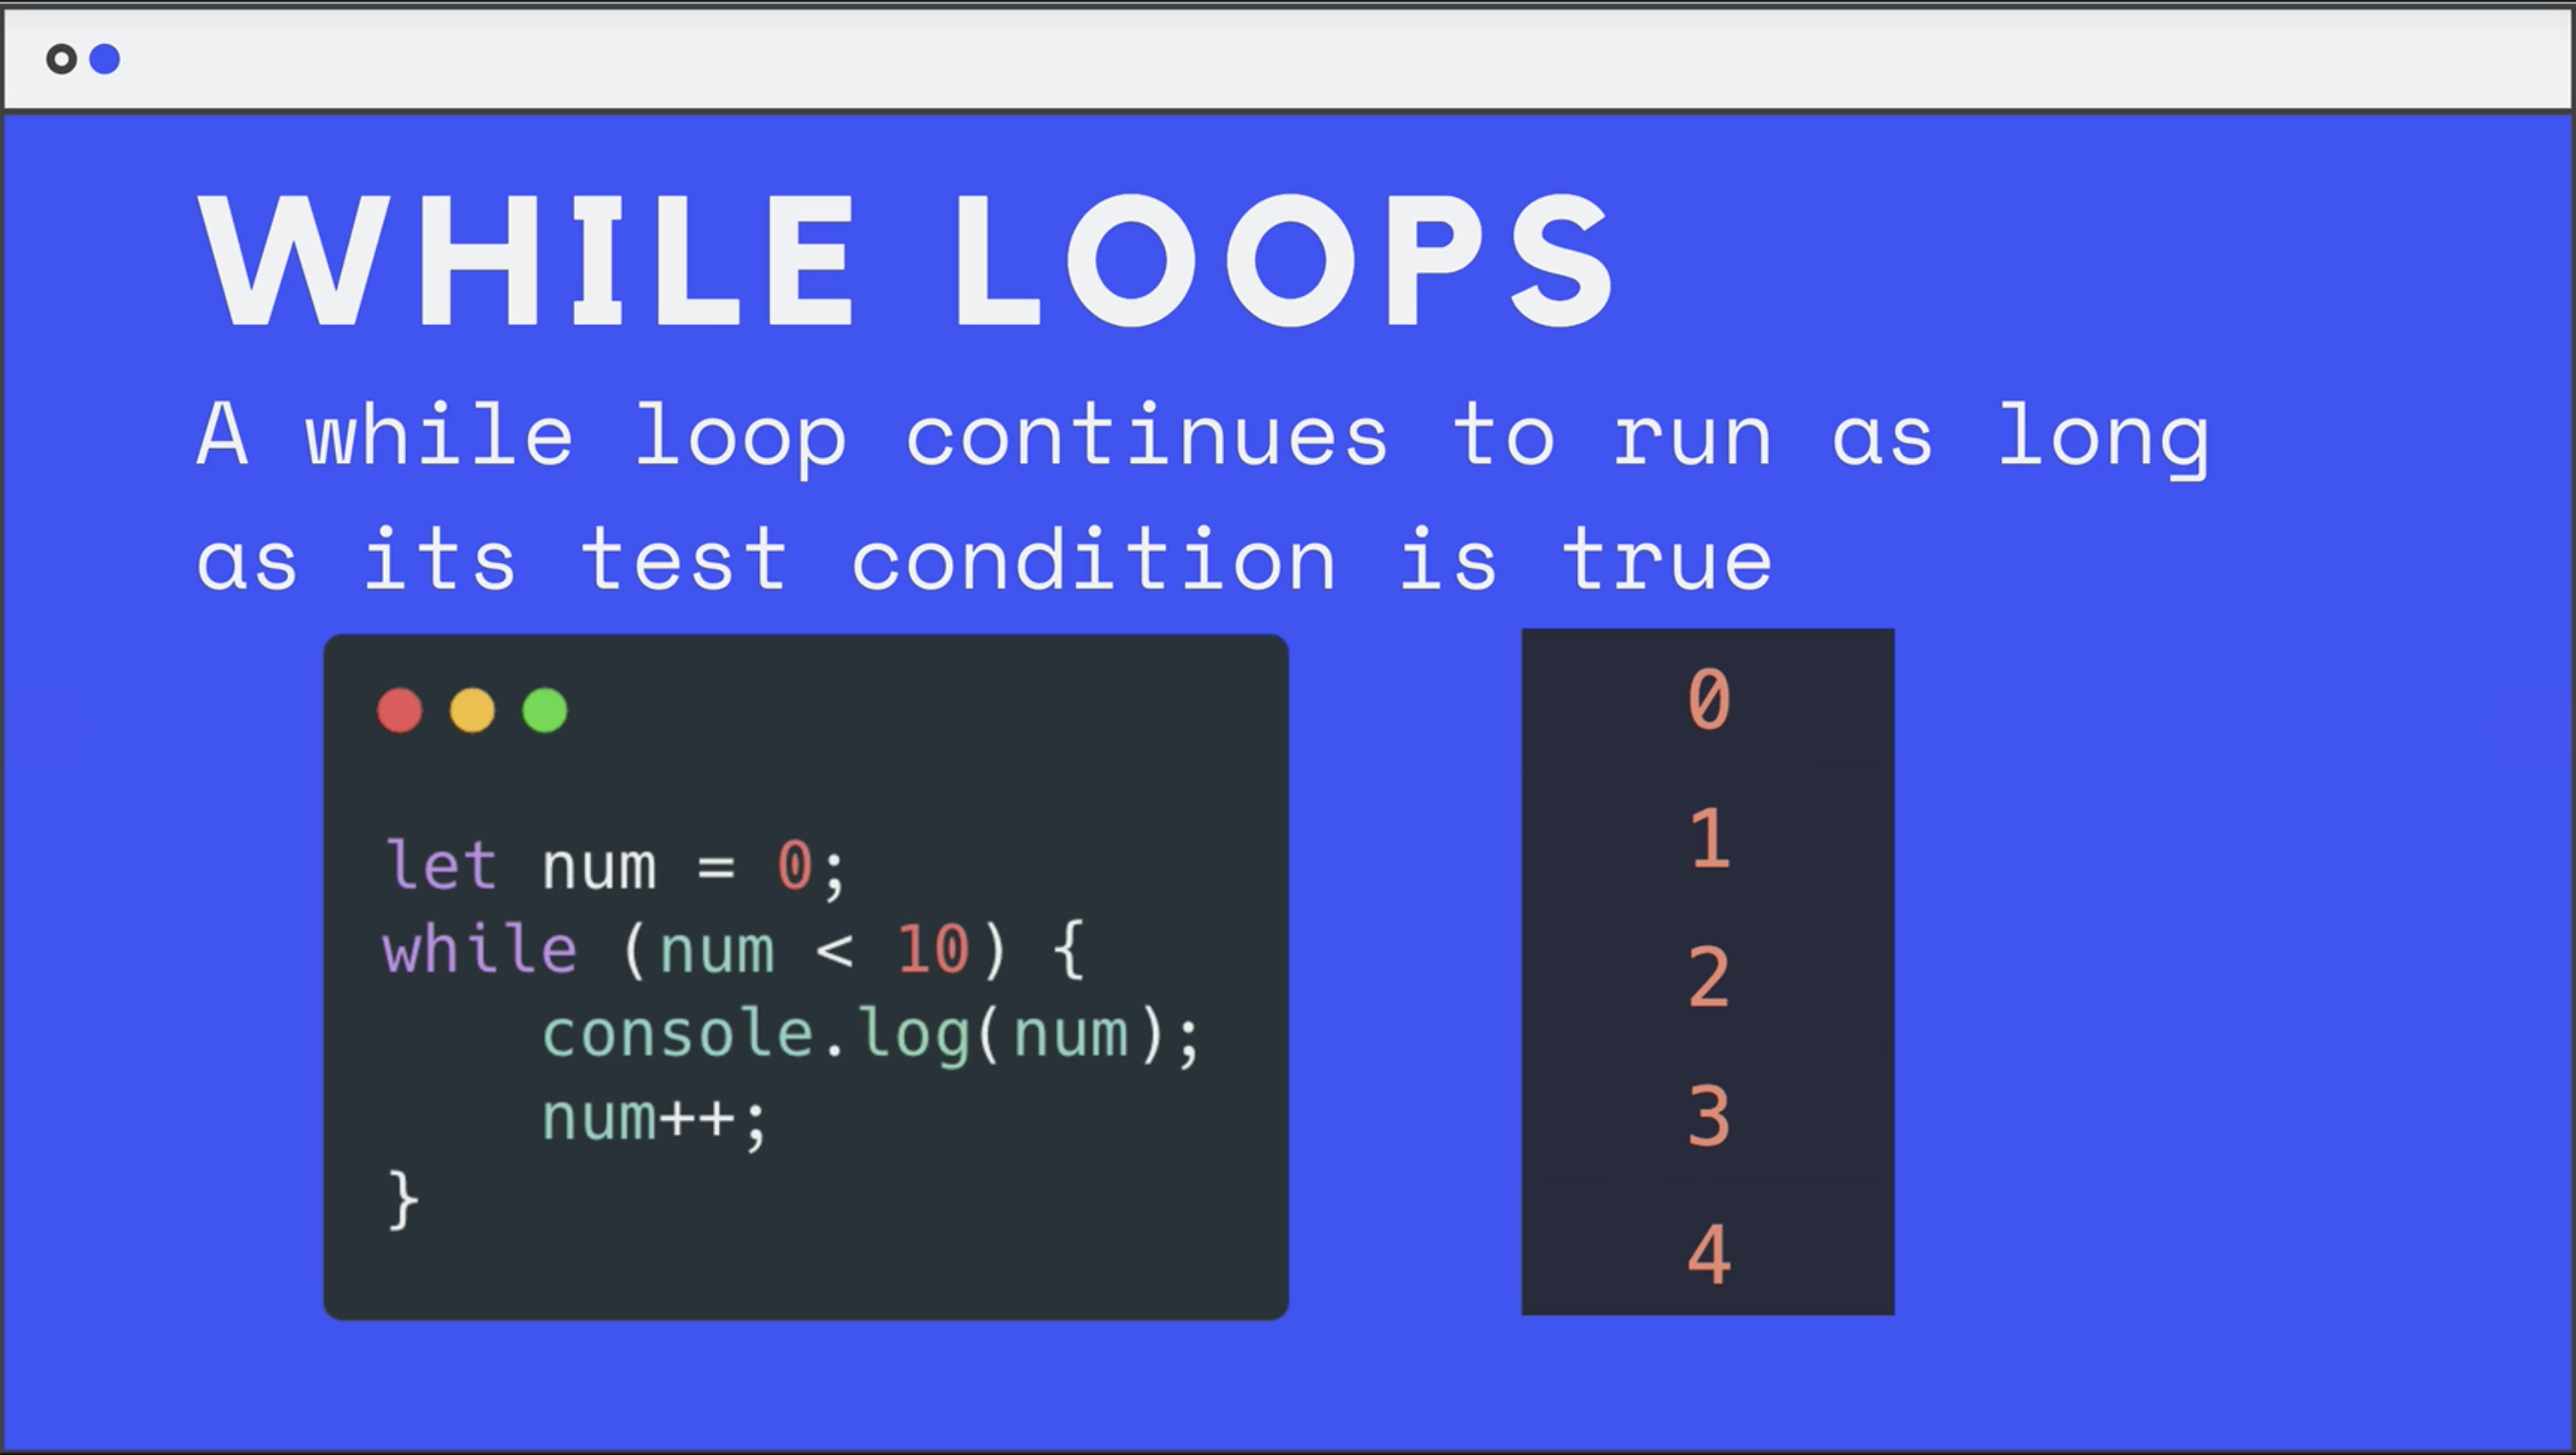 WHILE LOOPS
A while loop continues to run as long
as its test condition is true
let num = 0;
while (num < 10) {
    console.log(num);
    num++;
}
0
1
2
3
4